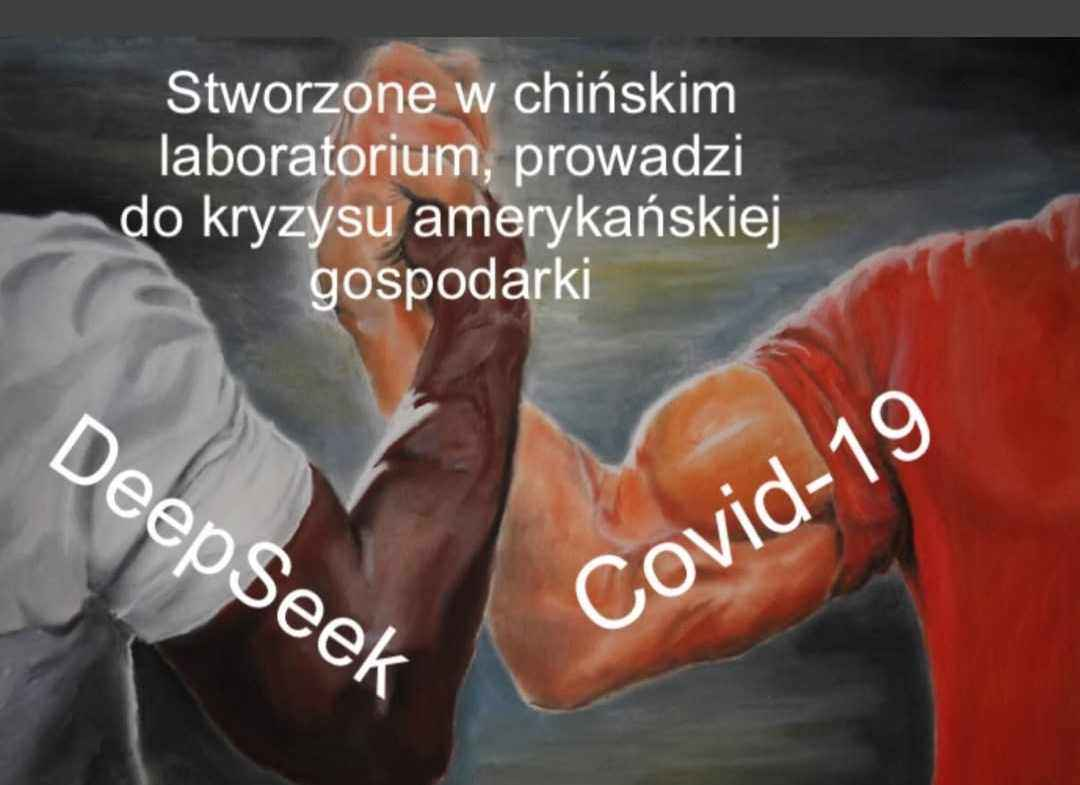 Stworzone w chińskim
laboratorium, prowadzi
do kryzysu amerykańskiej
gospodarki
DeepSeek
Covid-19